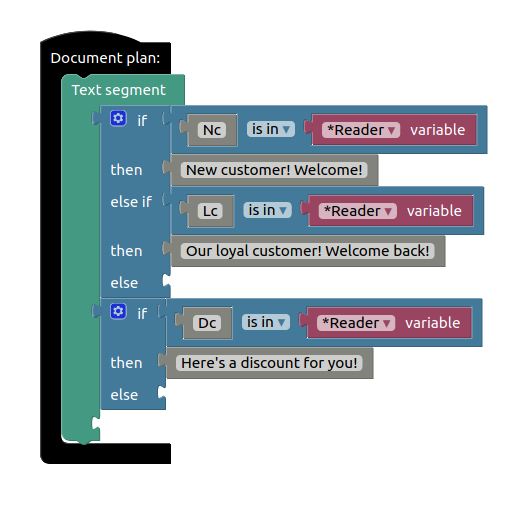 Document plan:
Text segment
if Nc is in ▾ *Reader ▾ variable
then New customer! Welcome!
else if Lc is in ▾ *Reader ▾ variable
then Our loyal customer! Welcome back!
else
if Dc is in ▾ *Reader ▾ variable
then Here's a discount for you!
else